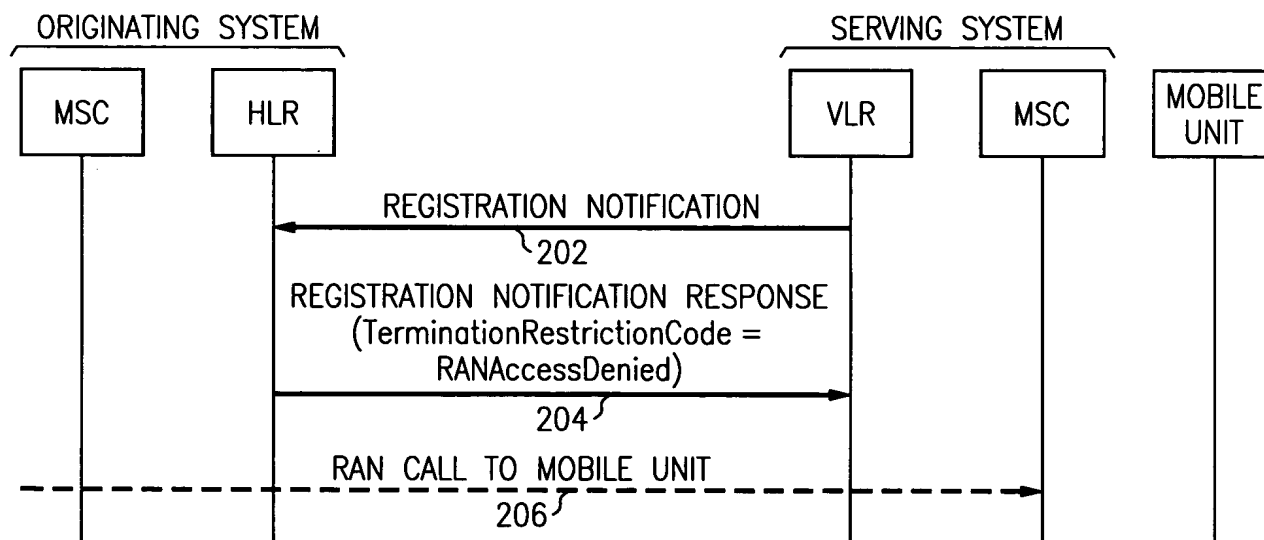 ORIGINATING SYSTEM
SERVING SYSTEM
MSC
HLR
VLR
MSC
MOBILE
UNIT
REGISTRATION NOTIFICATION
202
REGISTRATION NOTIFICATION RESPONSE
(TerminationRestrictionCode =
RANAccessDenied)
204
RAN CALL TO MOBILE UNIT
206